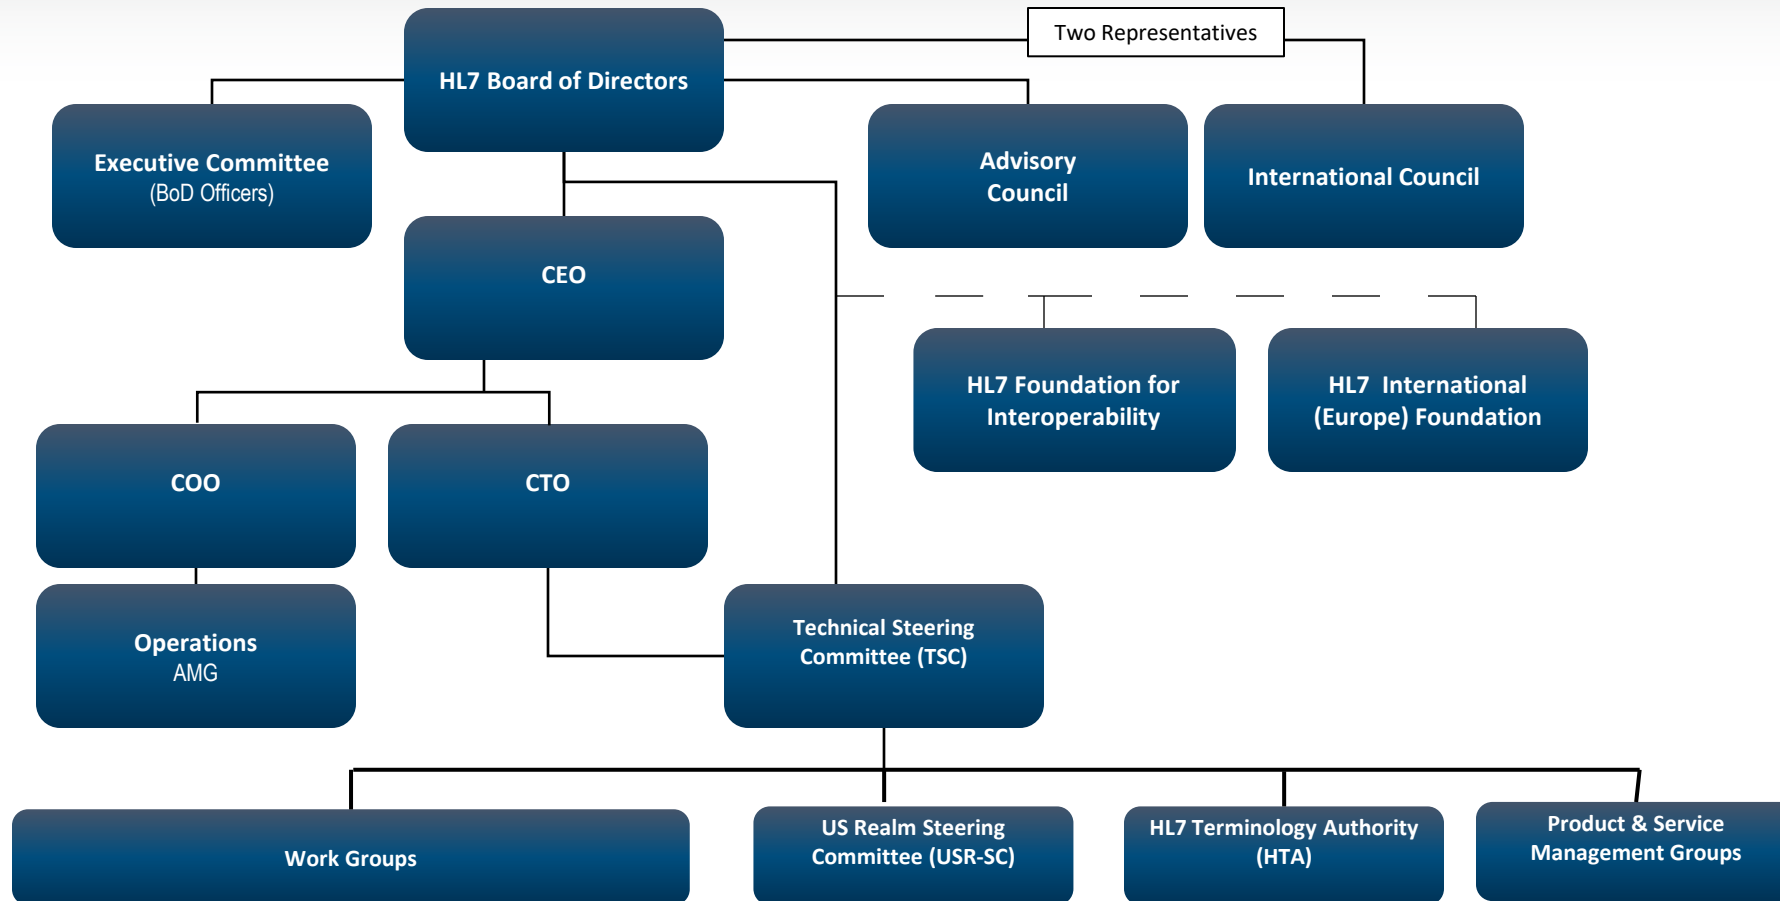 Two Representatives
HL7 Board of Directors
Executive Committee
(BoD Officers)
Advisory
Council
International Council
CEO
HL7 Foundation for
Interoperability
HL7 International
(Europe) Foundation
COO
CTO
Operations
AMG
Technical Steering
Committee (TSC)
Work Groups
US Realm Steering
Committee (USR-SC)
HL7 Terminology Authority
(HTA)
Product & Service
Management Groups